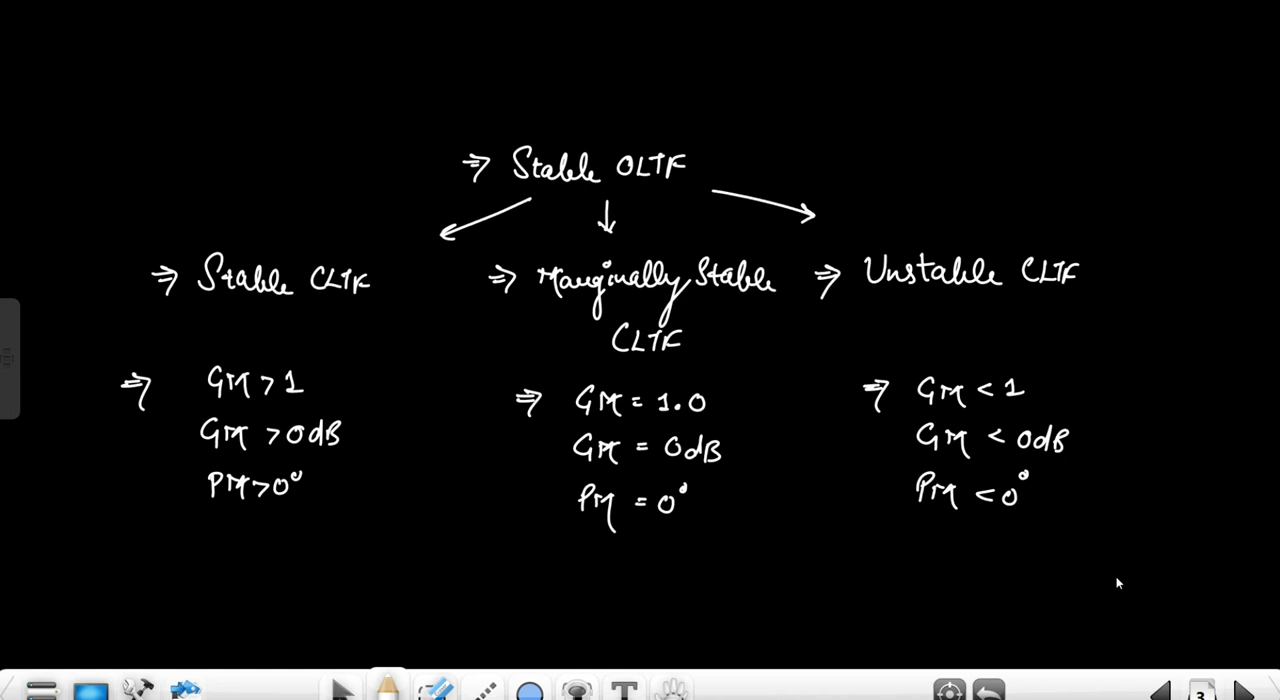 ⇒ Stable OLTF
⇒ Stable CLTF
⇒ Marginally Stable
CLTF
⇒ Unstable CLTF
⇒ GM > 1
GM > 0dB
PM > 0°
⇒ GM = 1.0
GM = 0dB
PM = 0°
⇒ GM < 1
GM < 0dB
PM < 0°
T
3